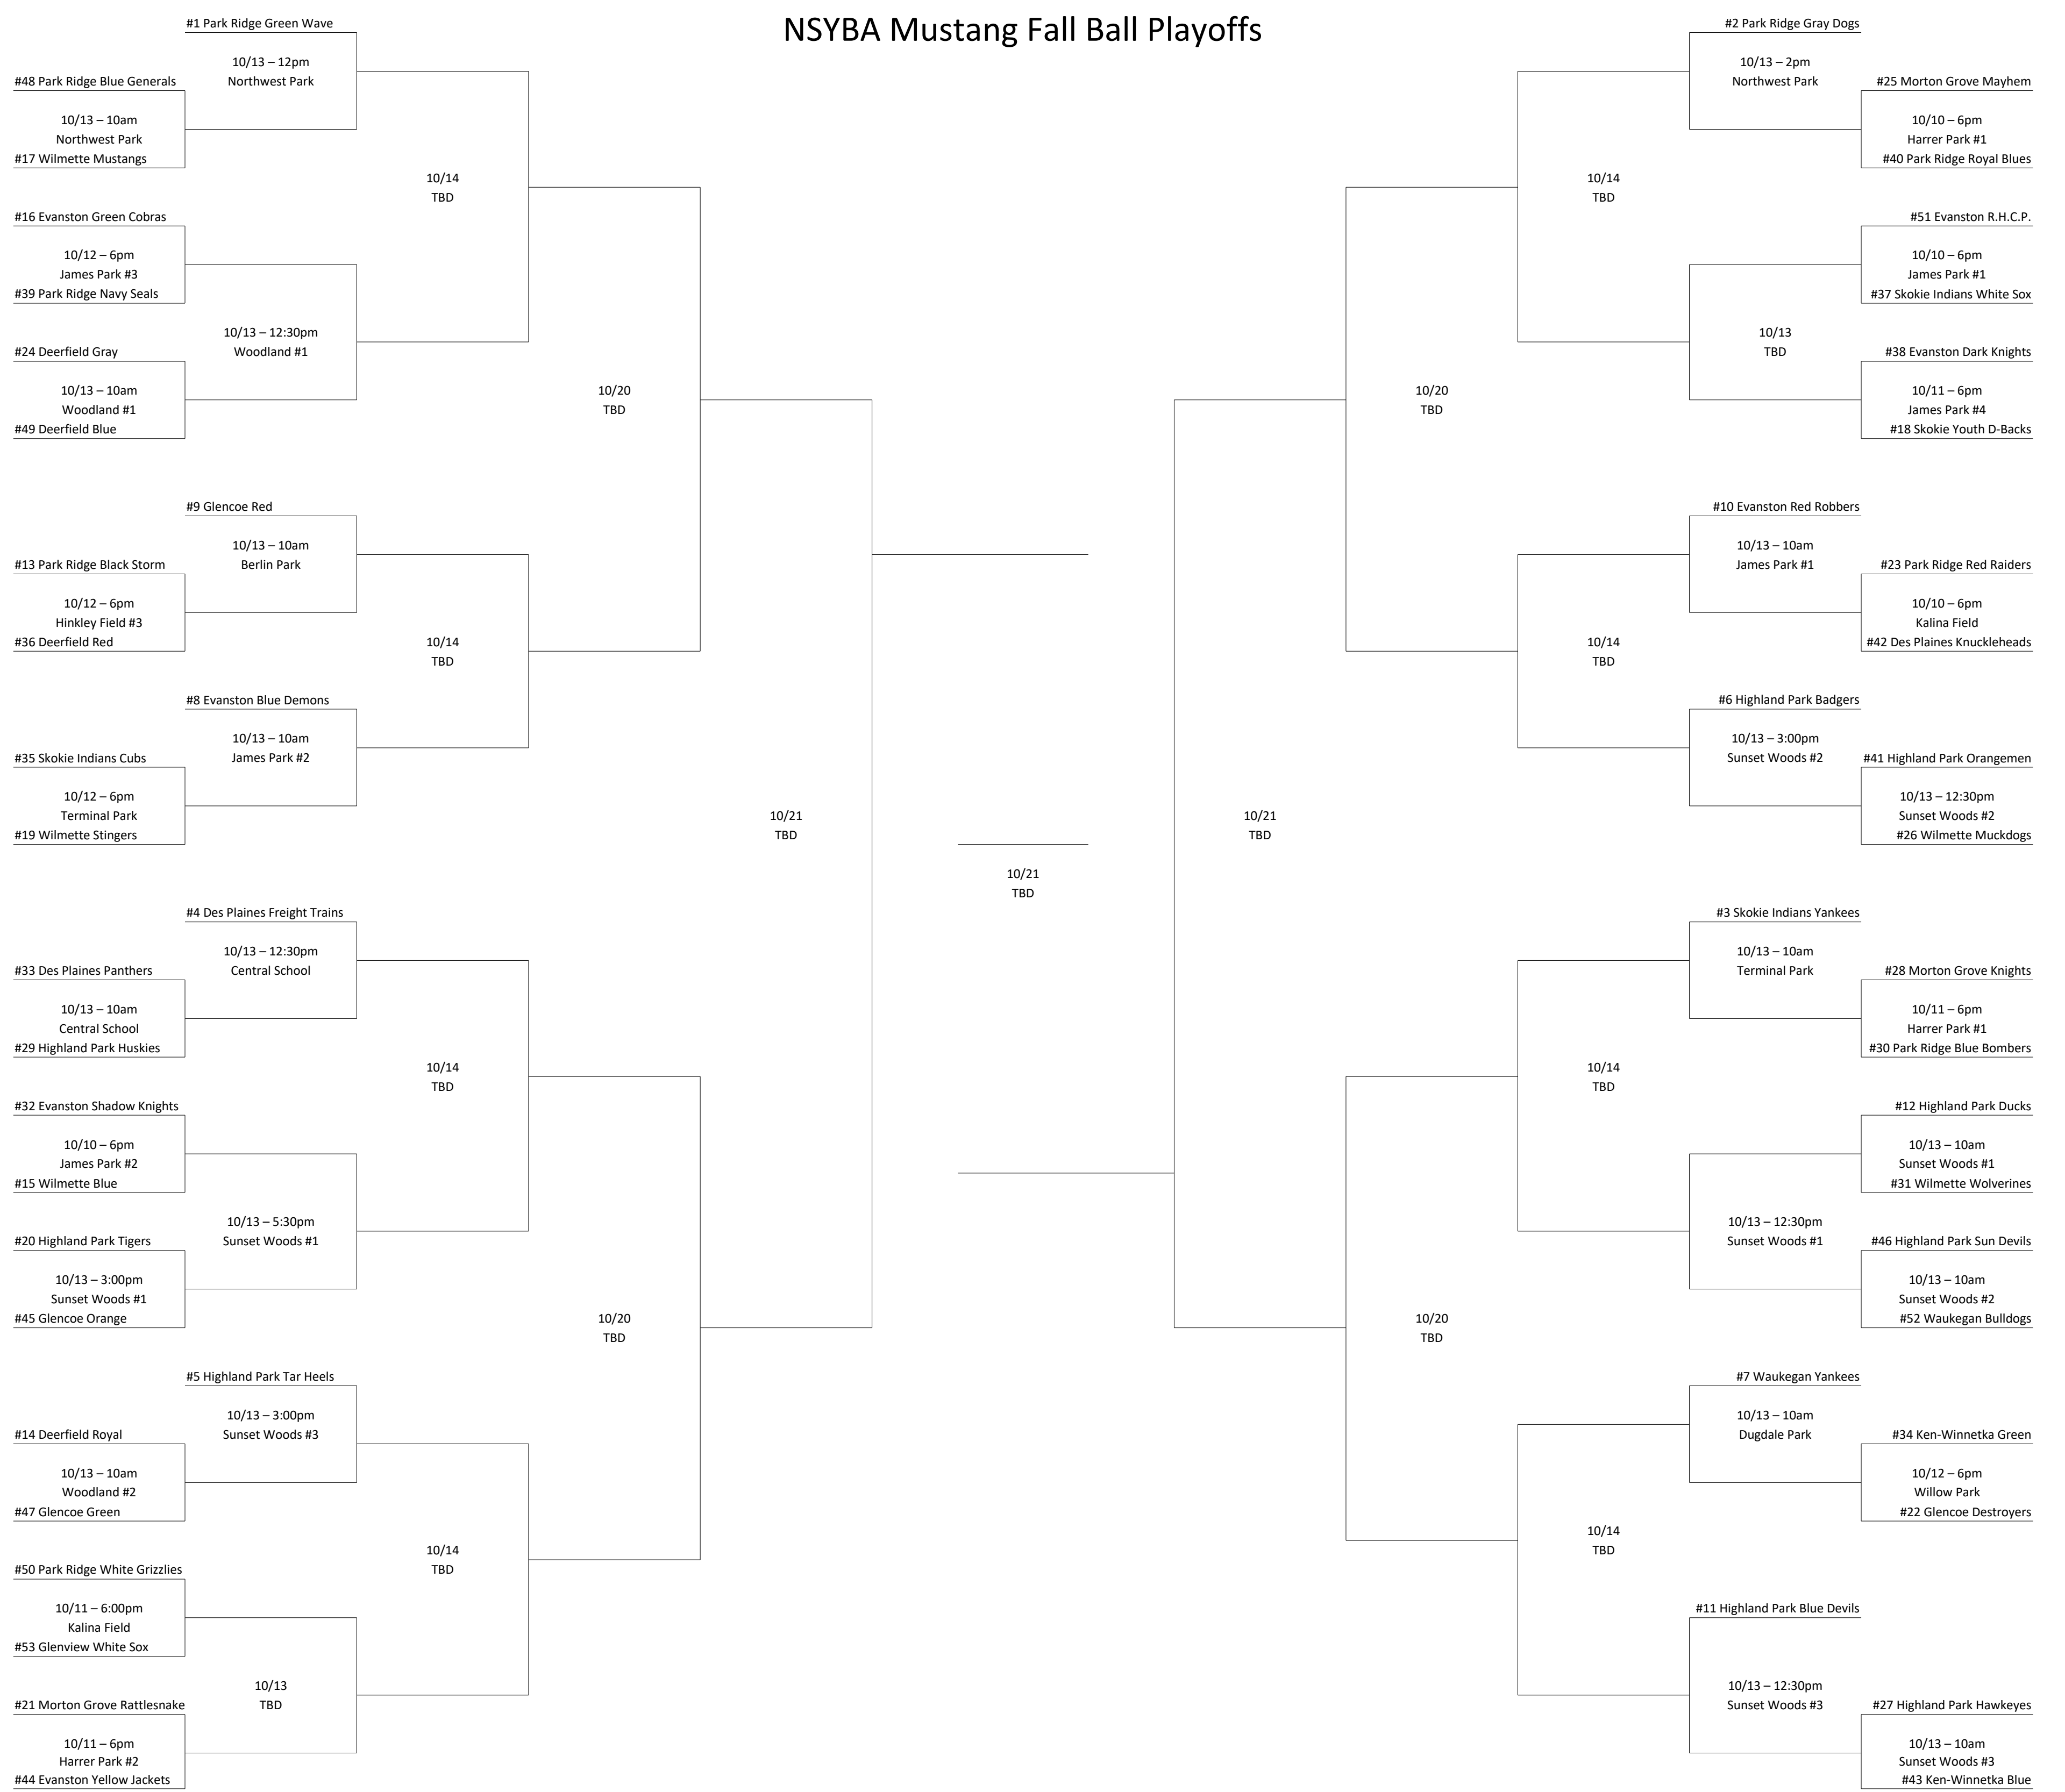 NSYBA Mustang Fall Ball Playoffs
#1 Park Ridge Green Wave
10/13 – 12pm
Northwest Park
#48 Park Ridge Blue Generals
10/13 – 10am
Northwest Park
#17 Wilmette Mustangs
10/14
TBD
#16 Evanston Green Cobras
10/12 – 6pm
James Park #3
#39 Park Ridge Navy Seals
10/13 – 12:30pm
Woodland #1
#24 Deerfield Gray
10/13 – 10am
Woodland #1
#49 Deerfield Blue
10/20
TBD
#9 Glencoe Red
10/13 – 10am
Berlin Park
#13 Park Ridge Black Storm
10/12 – 6pm
Hinkley Field #3
#36 Deerfield Red
10/14
TBD
#8 Evanston Blue Demons
10/13 – 10am
James Park #2
#35 Skokie Indians Cubs
10/12 – 6pm
Terminal Park
#19 Wilmette Stingers
10/21
TBD
#4 Des Plaines Freight Trains
10/13 – 12:30pm
Central School
#33 Des Plaines Panthers
10/13 – 10am
Central School
#29 Highland Park Huskies
10/14
TBD
#32 Evanston Shadow Knights
10/10 – 6pm
James Park #2
#15 Wilmette Blue
10/13 – 5:30pm
Sunset Woods #1
#20 Highland Park Tigers
10/13 – 3:00pm
Sunset Woods #1
#45 Glencoe Orange
10/20
TBD
#5 Highland Park Tar Heels
10/13 – 3:00pm
Sunset Woods #3
#14 Deerfield Royal
10/13 – 10am
Woodland #2
#47 Glencoe Green
10/14
TBD
#50 Park Ridge White Grizzlies
10/11 – 6:00pm
Kalina Field
#53 Glenview White Sox
10/13
TBD
#21 Morton Grove Rattlesnake
10/11 – 6pm
Harrer Park #2
#44 Evanston Yellow Jackets
10/21
TBD
#2 Park Ridge Gray Dogs
10/13 – 2pm
Northwest Park
#25 Morton Grove Mayhem
10/10 – 6pm
Harrer Park #1
#40 Park Ridge Royal Blues
10/14
TBD
#51 Evanston R.H.C.P.
10/10 – 6pm
James Park #1
#37 Skokie Indians White Sox
10/13
TBD
#38 Evanston Dark Knights
10/11 – 6pm
James Park #4
#18 Skokie Youth D-Backs
10/20
TBD
#10 Evanston Red Robbers
10/13 – 10am
James Park #1
#23 Park Ridge Red Raiders
10/10 – 6pm
Kalina Field
#42 Des Plaines Knuckleheads
10/14
TBD
#6 Highland Park Badgers
10/13 – 3:00pm
Sunset Woods #2
#41 Highland Park Orangemen
10/13 – 12:30pm
Sunset Woods #2
#26 Wilmette Muckdogs
10/21
TBD
#3 Skokie Indians Yankees
10/13 – 10am
Terminal Park
#28 Morton Grove Knights
10/11 – 6pm
Harrer Park #1
#30 Park Ridge Blue Bombers
10/14
TBD
#12 Highland Park Ducks
10/13 – 10am
Sunset Woods #1
#31 Wilmette Wolverines
10/13 – 12:30pm
Sunset Woods #1
#46 Highland Park Sun Devils
10/13 – 10am
Sunset Woods #2
#52 Waukegan Bulldogs
10/20
TBD
#7 Waukegan Yankees
10/13 – 10am
Dugdale Park
#34 Ken-Winnetka Green
10/12 – 6pm
Willow Park
#22 Glencoe Destroyers
10/14
TBD
#11 Highland Park Blue Devils
10/13 – 12:30pm
Sunset Woods #3
#27 Highland Park Hawkeyes
10/13 – 10am
Sunset Woods #3
#43 Ken-Winnetka Blue